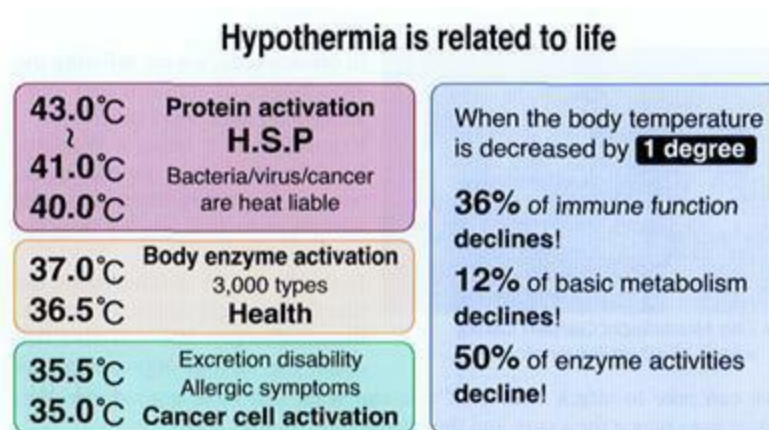 Hypothermia is related to life
43.0℃
~
41.0℃
40.0℃
Protein activation
H.S.P
Bacteria/virus/cancer
are heat liable
37.0℃
36.5℃
Body enzyme activation
3,000 types
Health
35.5℃
35.0℃
Excretion disability
Allergic symptoms
Cancer cell activation
When the body temperature
is decreased by 1 degree
36% of immune function
declines!
12% of basic metabolism
declines!
50% of enzyme activities
decline!